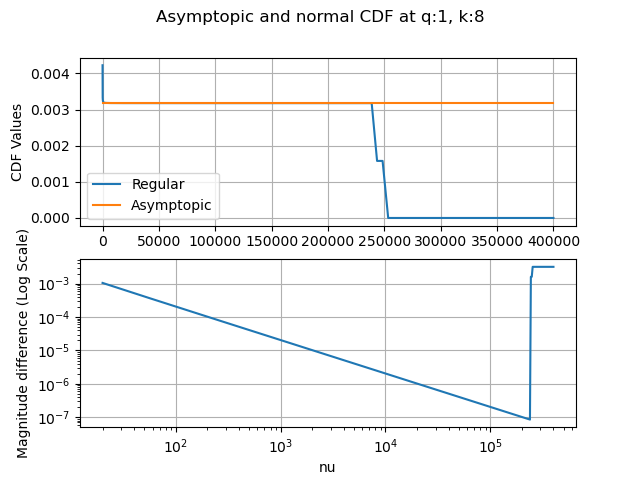 Asymptopic and normal CDF at q:1, k:8
CDF Values
0.004
0.003
0.002
0.001
0.000
Regular
Asymptopic
0 50000 100000 150000 200000 250000 300000 350000 400000
Magnitude difference (Log Scale)
10⁻³
10⁻⁴
10⁻⁵
10⁻⁶
10⁻⁷
10² 10³ 10⁴ 10⁵
nu